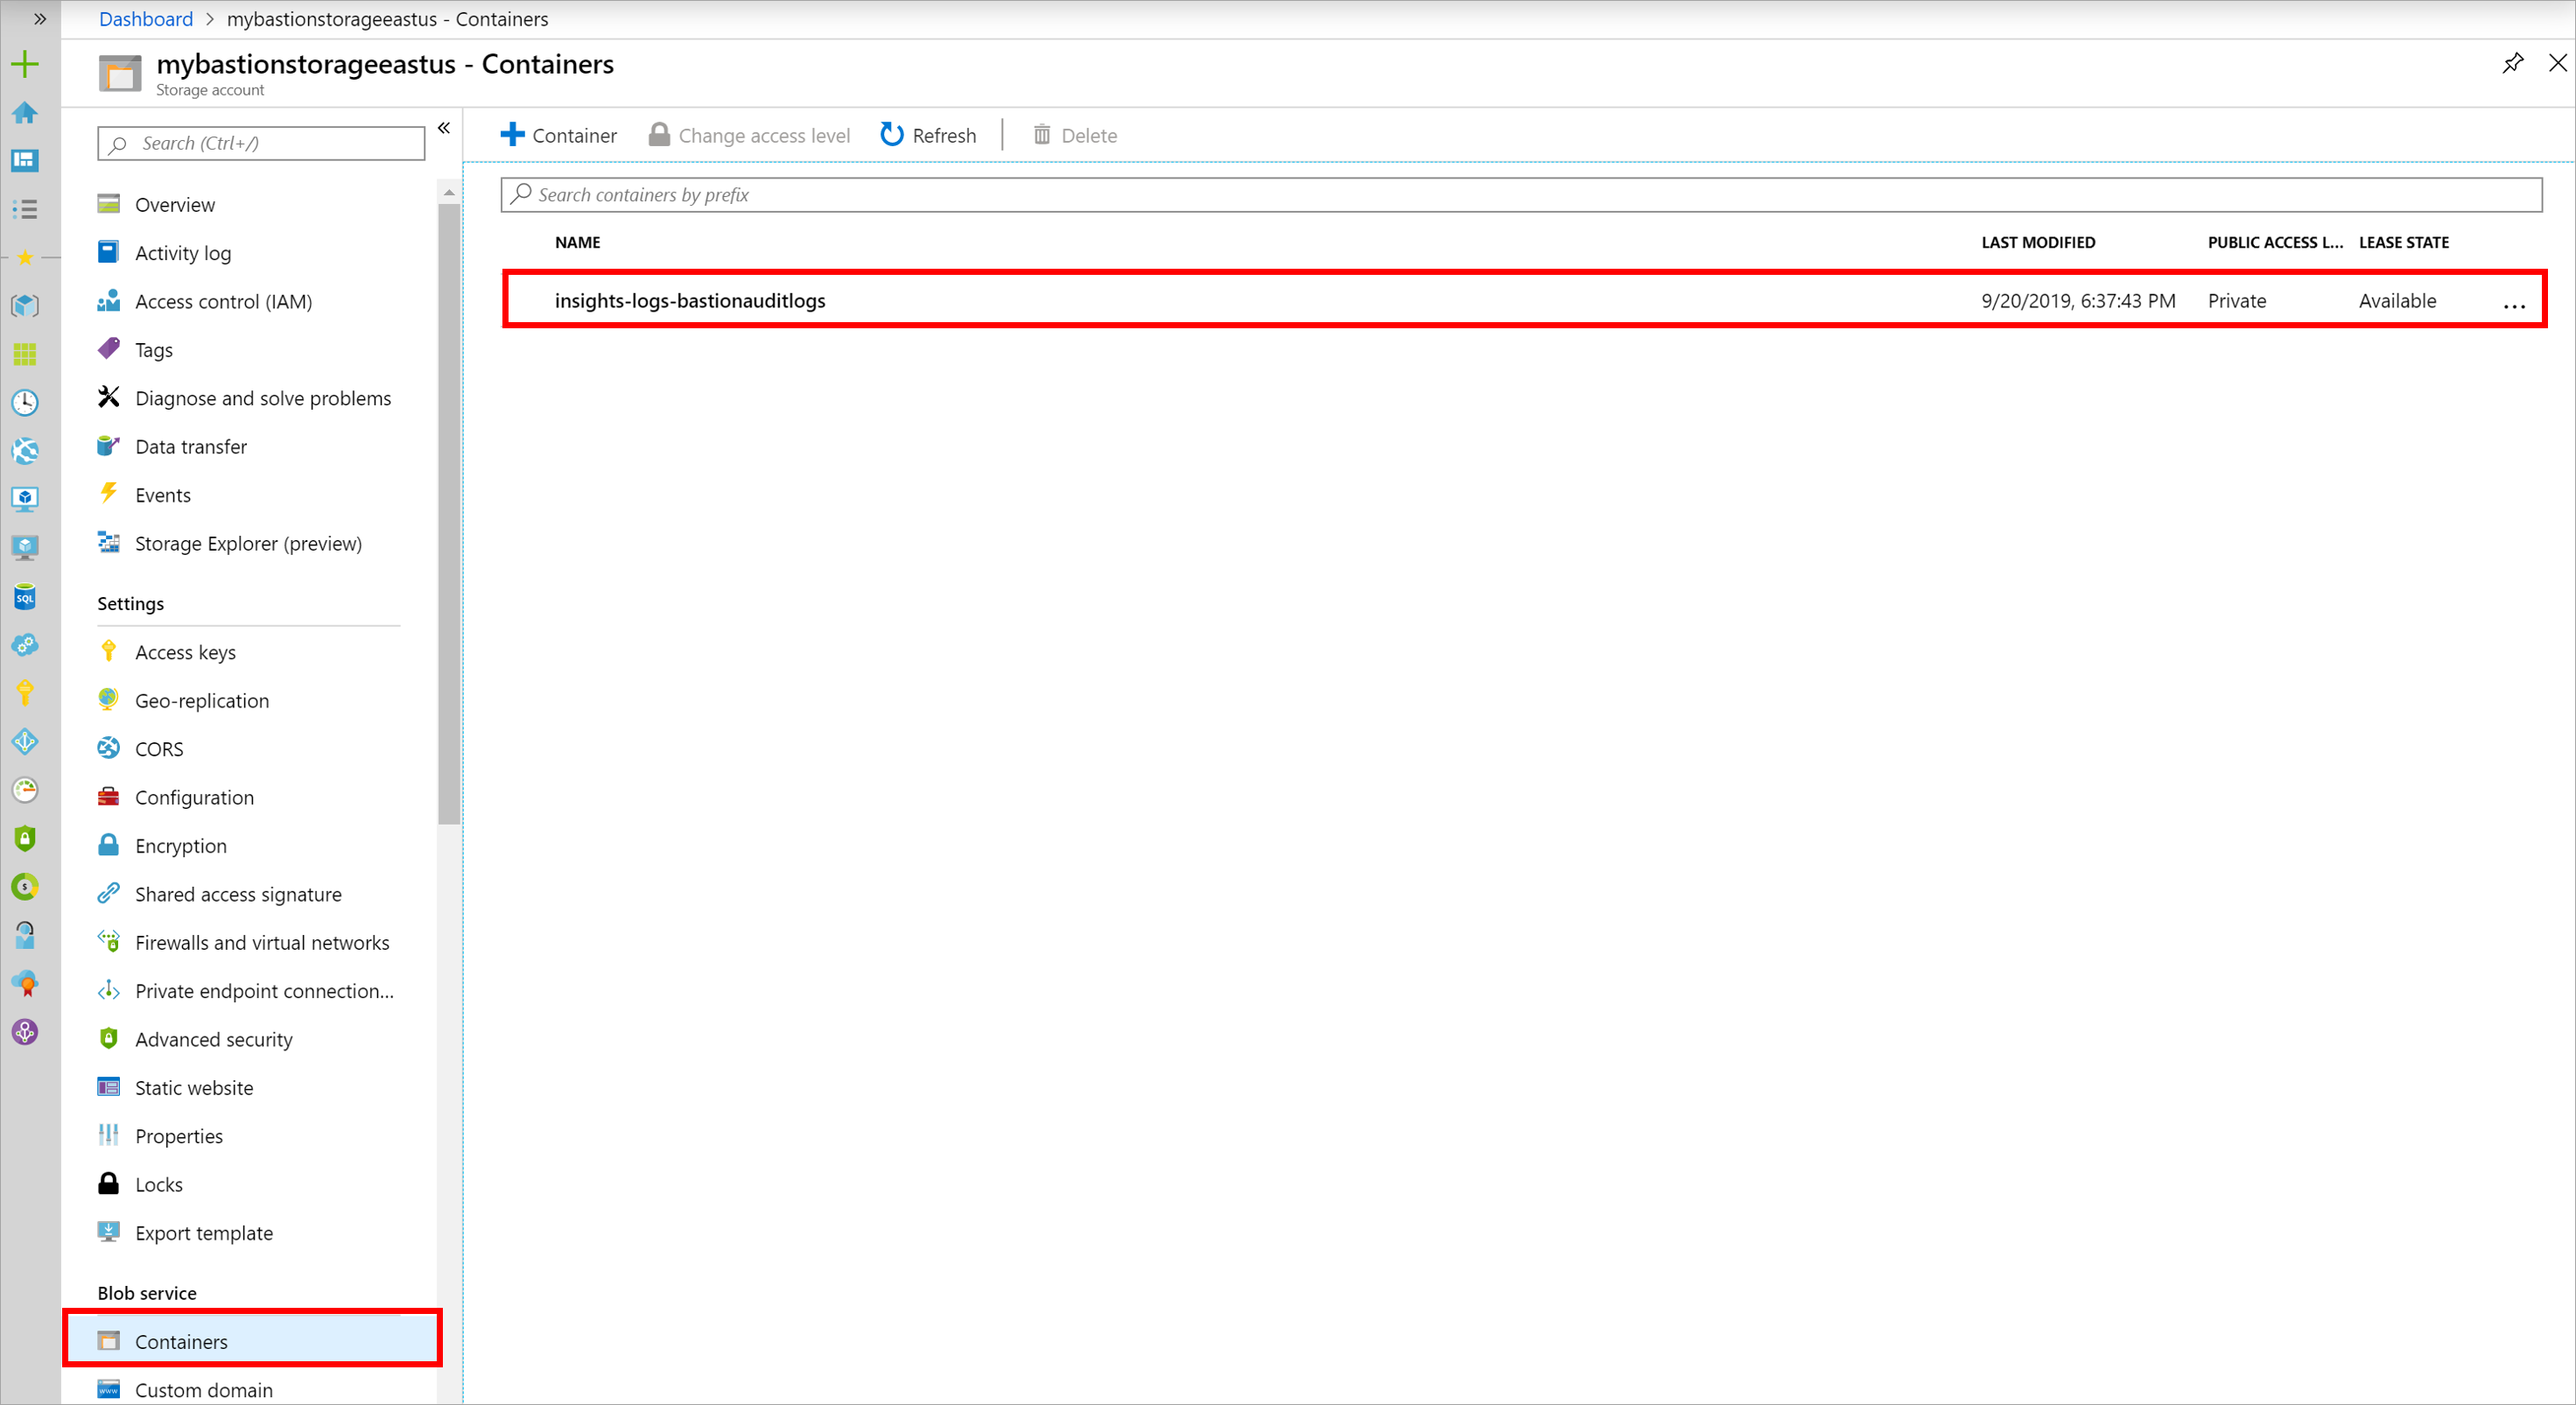 Dashboard > mybastionstorageeastus - Containers
mybastionstorageeastus - Containers
Storage account
Search (Ctrl+/)
Overview
Activity log
Access control (IAM)
Tags
Diagnose and solve problems
Data transfer
Events
Storage Explorer (preview)
Settings
Access keys
Geo-replication
CORS
Configuration
Encryption
Shared access signature
Firewalls and virtual networks
Private endpoint connection...
Advanced security
Static website
Properties
Locks
Export template
Blob service
Containers
Custom domain
Container Change access level Refresh Delete
Search containers by prefix
NAME LAST MODIFIED PUBLIC ACCESS L... LEASE STATE
insights-logs-bastionauditlogs 9/20/2019, 6:37:43 PM Private Available ...
SQL
www